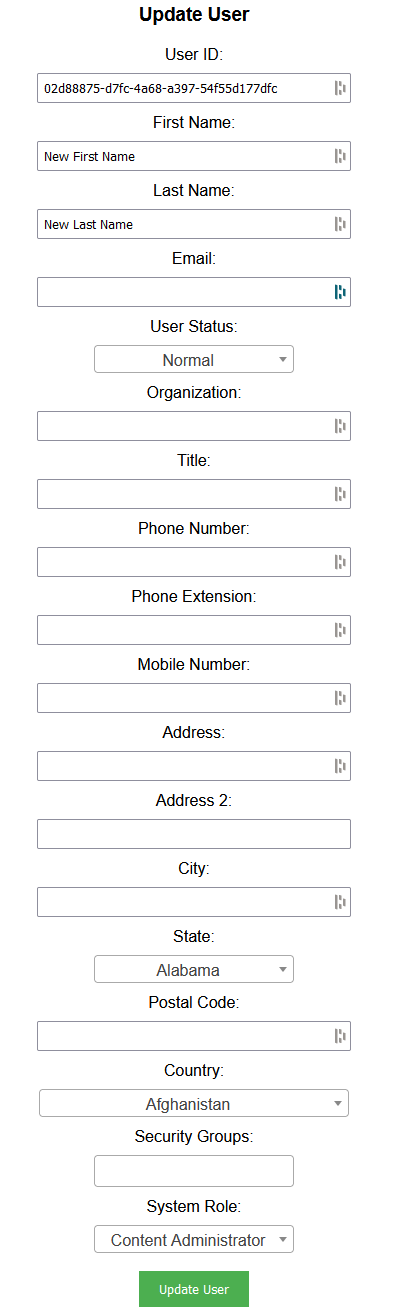 Update User
User ID:
02d88875-d7fc-4a68-a397-54f55d177dfc
First Name:
New First Name
Last Name:
New Last Name
Email:
User Status:
Normal
Organization:
Title:
Phone Number:
Phone Extension:
Mobile Number:
Address:
Address 2:
City:
State:
Alabama
Postal Code:
Country:
Afghanistan
Security Groups:
System Role:
Content Administrator
Update User